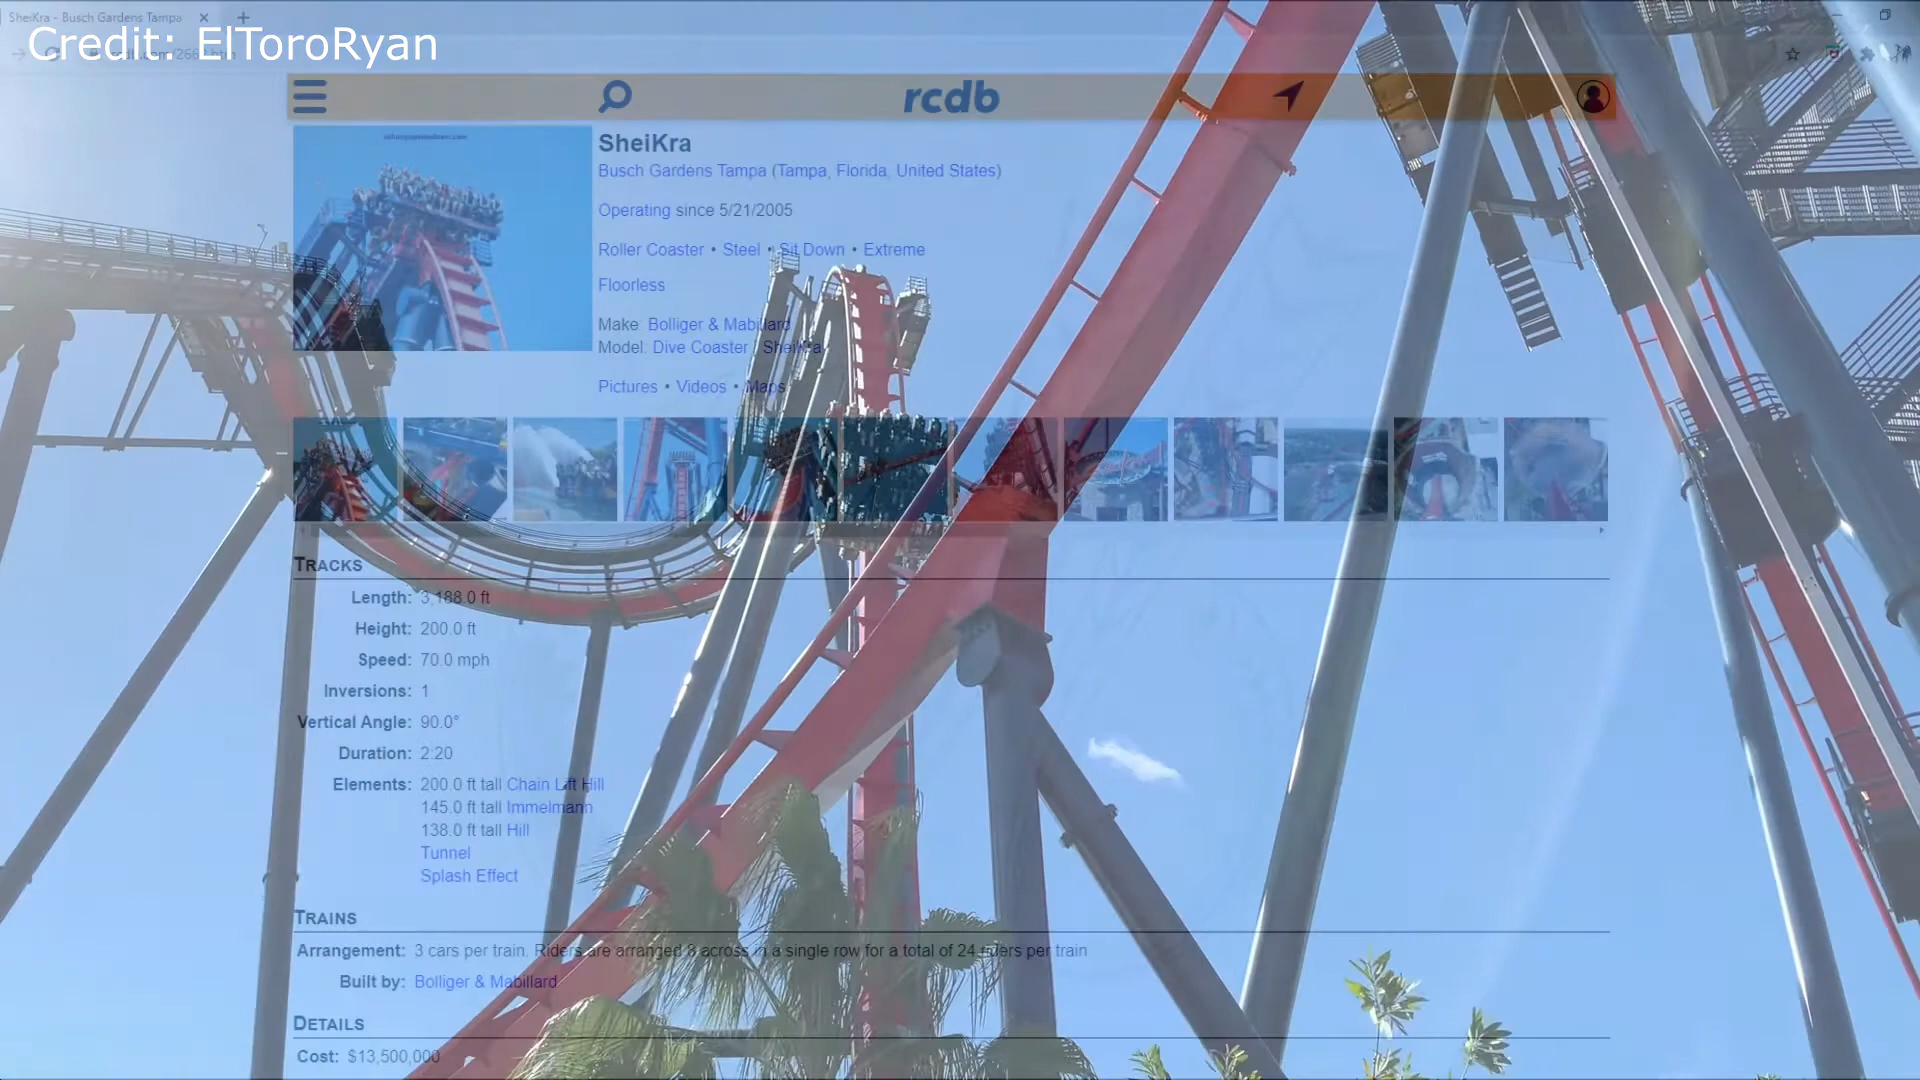 SheiKra - Busch Gardens Tampa
Credit: ElToroRyan
rcdb
SheiKra
Busch Gardens Tampa (Tampa, Florida, United States)
Operating since 5/21/2005
Roller Coaster • Steel • Sit Down • Extreme
Floorless
Make: Bolliger & Mabillard
Model: Dive Coaster / SheiKra
Pictures • Videos • Maps
TRACKS
Length: 3,188.0 ft
Height: 200.0 ft
Speed: 70.0 mph
Inversions: 1
Vertical Angle: 90.0°
Duration: 2:20
Elements: 200.0 ft tall Chain Lift Hill
145.0 ft tall Immelmann
138.0 ft tall Hill
Tunnel
Splash Effect
TRAINS
Arrangement: 3 cars per train. Riders are arranged 8 across in a single row for a total of 24 riders per train
Built by: Bolliger & Mabillard
DETAILS
Cost: $13,500,000